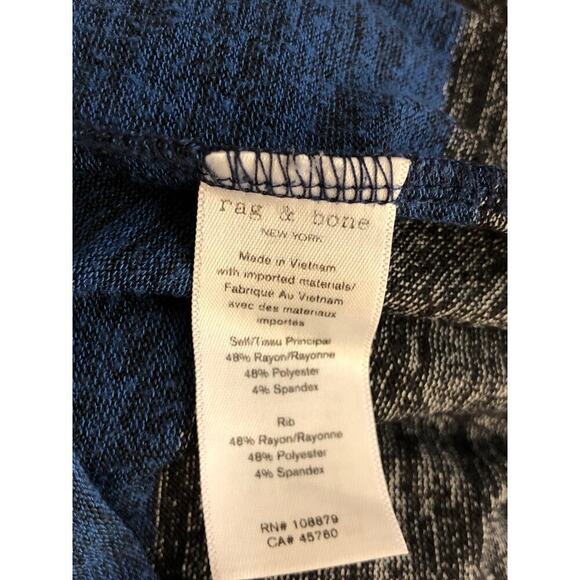 rag & bone
NEW YORK
Made in Vietnam
with imported materials/
Fabrique Au Vietnam
avec des materiaux
importés
Self/Tissu Principal
48% Rayon/Rayonne
48% Polyester
4% Spandex
Rib
48% Rayon/Rayonne
48% Polyester
4% Spandex
RN# 108879
CA# 45760